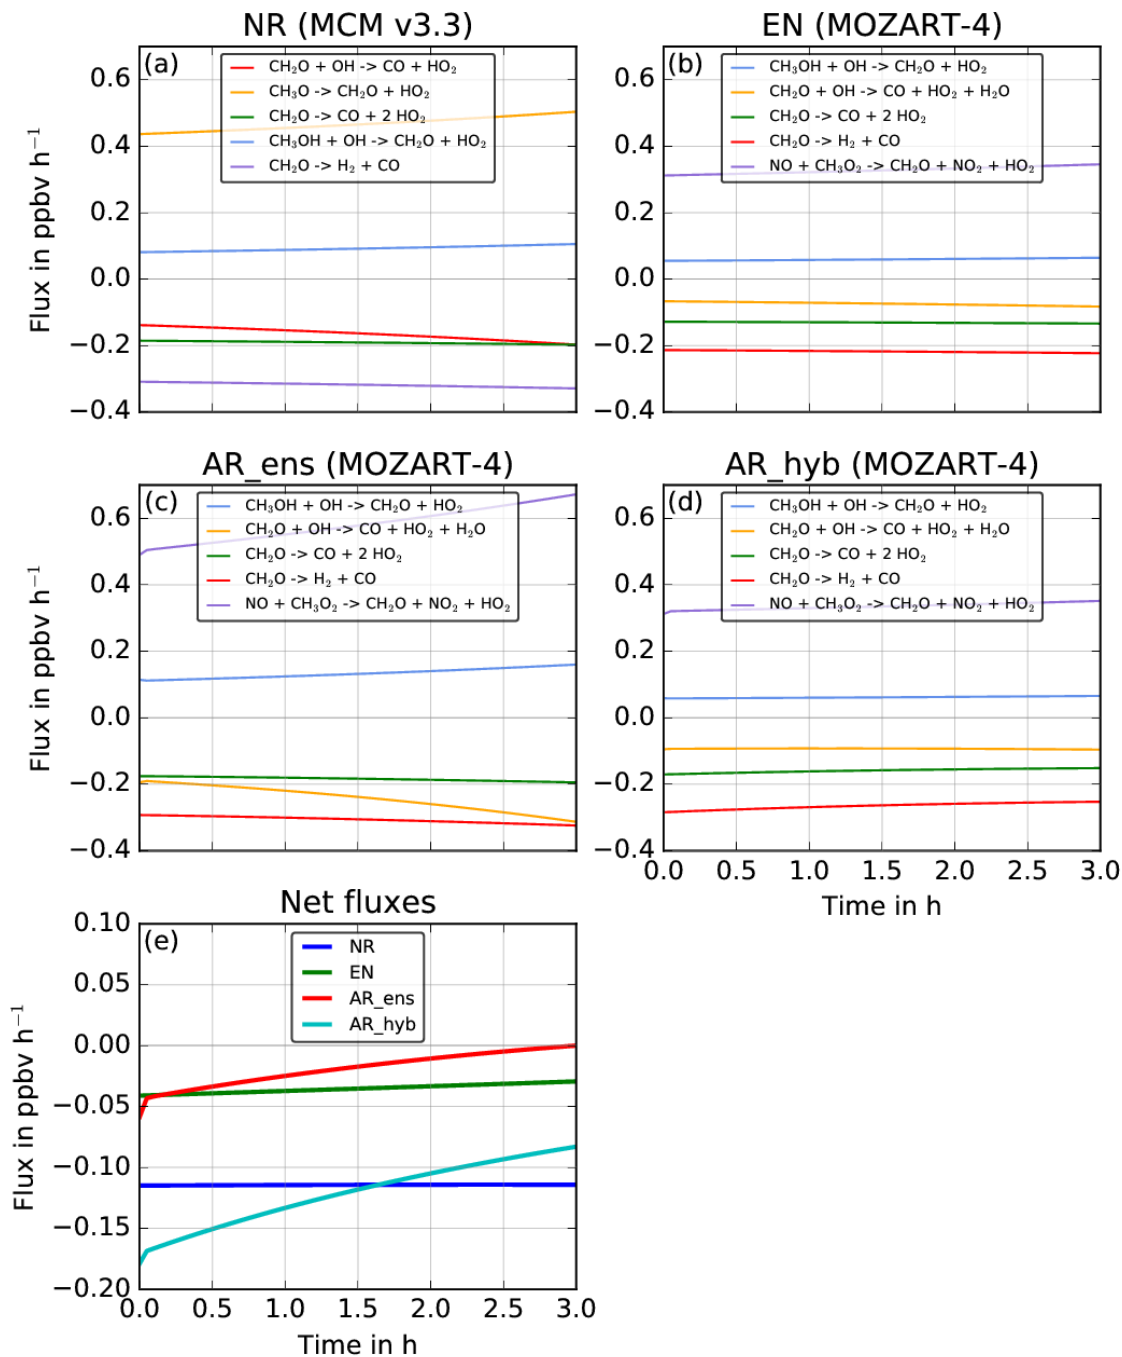 NR (MCM v3.3)
(a)
CH₂O + OH -> CO + HO₂
CH₃O -> CH₂O + HO₂
CH₂O -> CO + 2 HO₂
CH₃OH + OH -> CH₂O + HO₂
CH₂O -> H₂ + CO
0.6
0.4
0.2
0.0
−0.2
−0.4
Flux in ppbv h⁻¹
EN (MOZART-4)
(b)
CH₃OH + OH -> CH₂O + HO₂
CH₂O + OH -> CO + HO₂ + H₂O
CH₂O -> CO + 2 HO₂
CH₂O -> H₂ + CO
NO + CH₃O₂ -> CH₂O + NO₂ + HO₂
0.6
0.4
0.2
0.0
−0.2
−0.4
AR_ens (MOZART-4)
(c)
CH₃OH + OH -> CH₂O + HO₂
CH₂O + OH -> CO + HO₂ + H₂O
CH₂O -> CO + 2 HO₂
CH₂O -> H₂ + CO
NO + CH₃O₂ -> CH₂O + NO₂ + HO₂
0.6
0.4
0.2
0.0
−0.2
−0.4
Flux in ppbv h⁻¹
AR_hyb (MOZART-4)
(d)
CH₃OH + OH -> CH₂O + HO₂
CH₂O + OH -> CO + HO₂ + H₂O
CH₂O -> CO + 2 HO₂
CH₂O -> H₂ + CO
NO + CH₃O₂ -> CH₂O + NO₂ + HO₂
0.6
0.4
0.2
0.0
−0.2
−0.4
0.0 0.5 1.0 1.5 2.0 2.5 3.0
Time in h
Net fluxes
(e)
NR
EN
AR_ens
AR_hyb
0.10
0.05
0.00
−0.05
−0.10
−0.15
−0.20
Flux in ppbv h⁻¹
0.0 0.5 1.0 1.5 2.0 2.5 3.0
Time in h